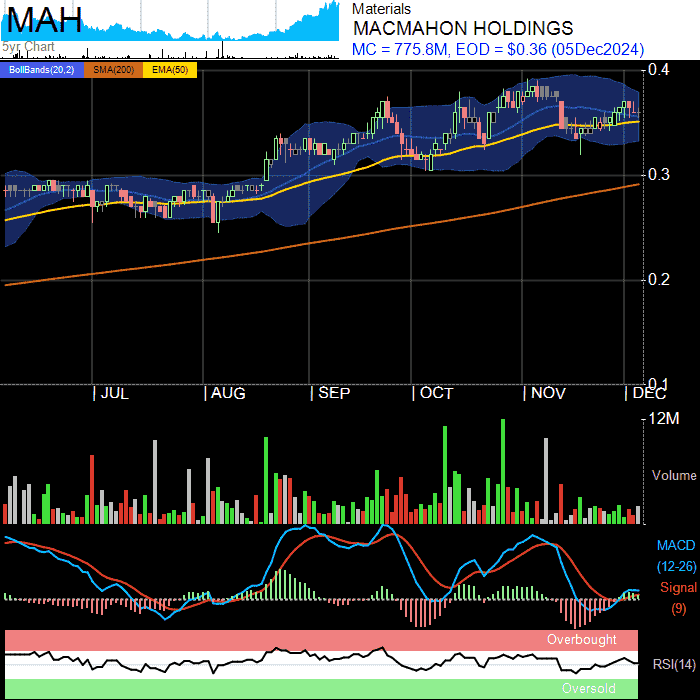 MAH
5yr Chart
Materials
MACMAHON HOLDINGS
MC = 775.8M, EOD = $0.36 (05Dec2024)
BollBands(20,2) SMA(200) EMA(50)
0.4
0.3
0.2
0.1
JUL AUG SEP OCT NOV DEC
12M
Volume
MACD
(12-26)
Signal
(9)
Overbought
RSI(14)
Oversold